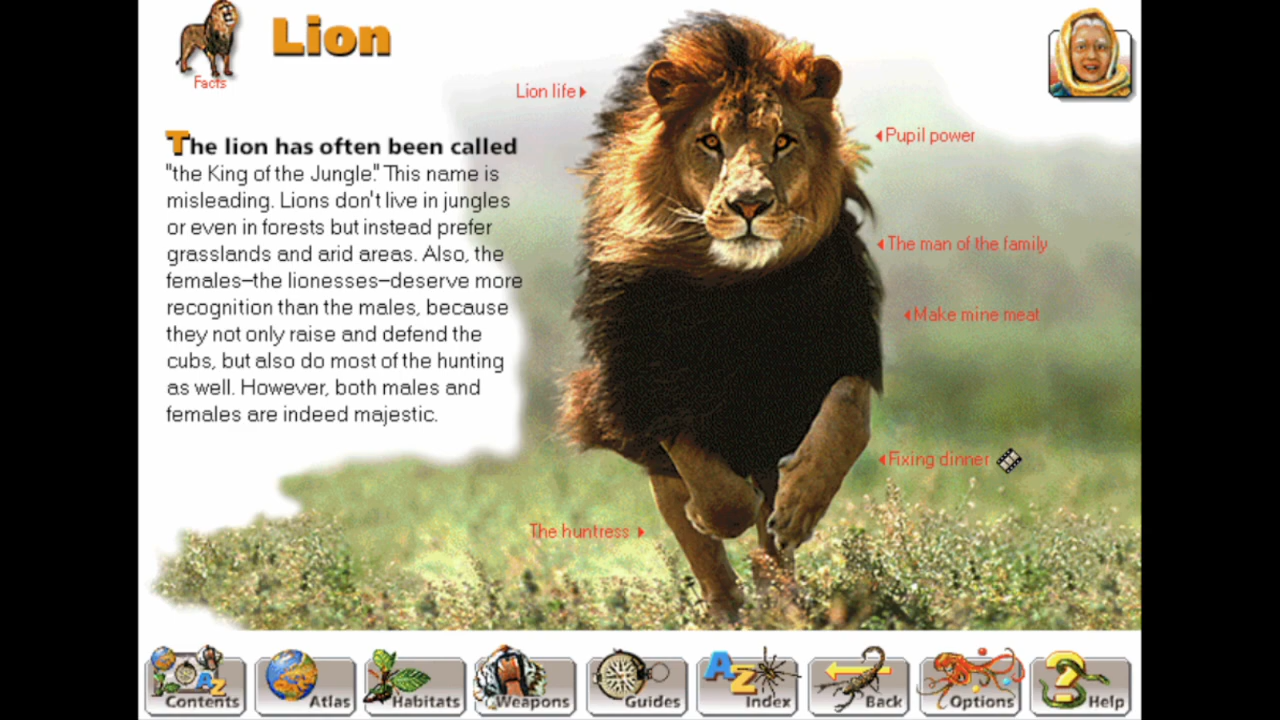 Lion
Facts
Lion life
Pupil power
The lion has often been called
"the King of the Jungle." This name is
misleading. Lions don't live in jungles
or even in forests but instead prefer
grasslands and arid areas. Also, the
females—the lionesses—deserve more
recognition than the males, because
they not only raise and defend the
cubs, but also do most of the hunting
as well. However, both males and
females are indeed majestic.
The man of the family
Make mine meat
Fixing dinner
The huntress
Contents
Atlas
Habitats
Weapons
Guides
AZ Index
Back
Options
? Help